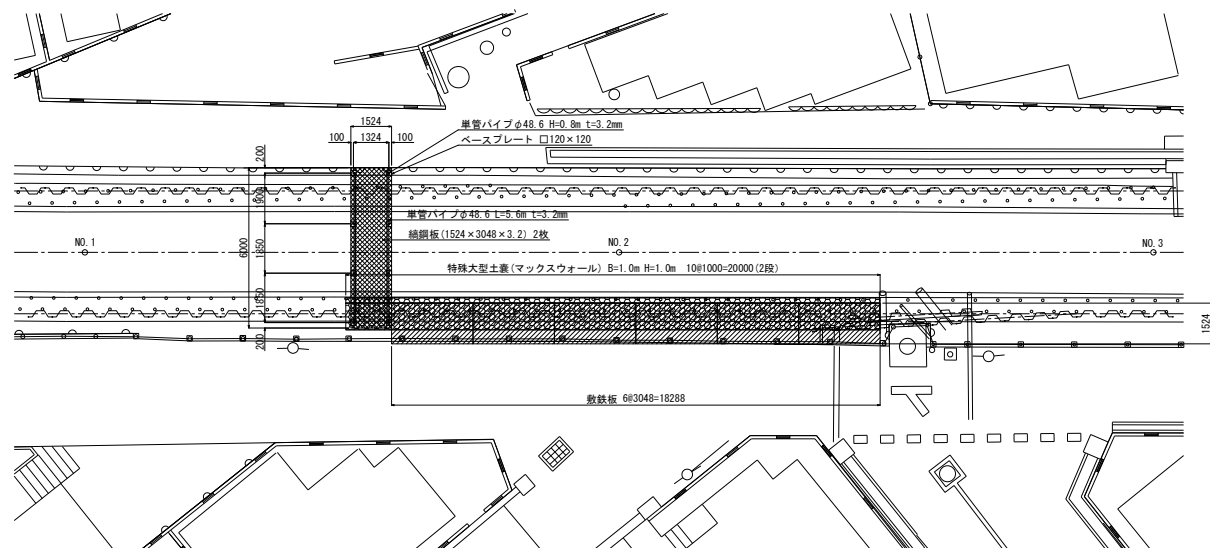 1524
100 1324 100
単管パイプφ48.6 H=0.8m t=3.2mm
ベースプレート □120×120
200
900
単管パイプφ48.6 L=5.6m t=3.2mm
縞鋼板(1524×3048×3.2) 2枚
NO.1
6000
1850
NO.2
NO.3
特殊大型土嚢(マックスウォール) B=1.0m H=1.0m 10@1000=20000(2段)
1850
200
1524
敷鉄板 6@3048=18288